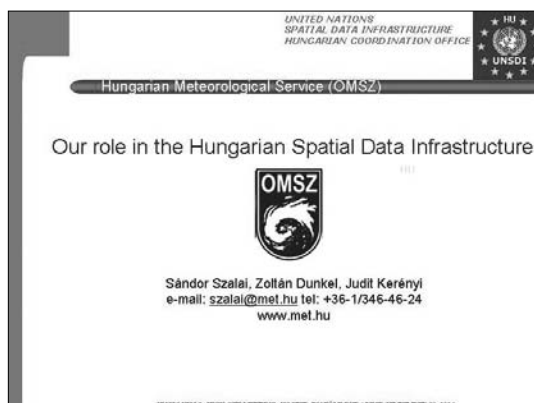 UNITED NATIONS
SPATIAL DATA INFRASTRUCTURE
HUNGARIAN COORDINATION OFFICE
HU
UNSDI
Hungarian Meteorological Service (OMSZ)
Our role in the Hungarian Spatial Data Infrastructure
OMSZ
Sándor Szalai, Zoltán Dunkel, Judit Kerényi
e-mail: szalai@met.hu tel: +36-1/346-46-24
www.met.hu